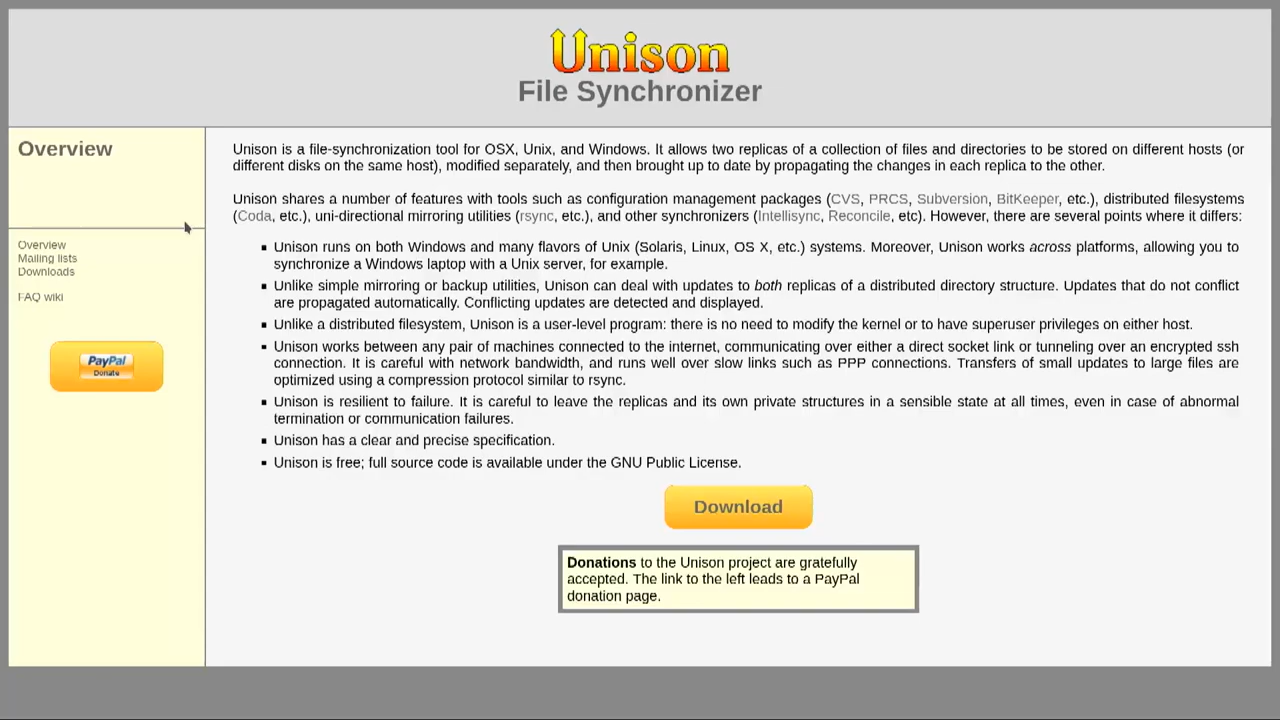 Unison
File Synchronizer
Overview
Overview
Mailing lists
Downloads
FAQ wiki
PayPal
Donate
Unison is a file-synchronization tool for OSX, Unix, and Windows. It allows two replicas of a collection of files and directories to be stored on different hosts (or
different disks on the same host), modified separately, and then brought up to date by propagating the changes in each replica to the other.
Unison shares a number of features with tools such as configuration management packages (CVS, PRCS, Subversion, BitKeeper, etc.), distributed filesystems
(Coda, etc.), uni-directional mirroring utilities (rsync, etc.), and other synchronizers (Intellisync, Reconcile, etc). However, there are several points where it differs:
▪ Unison runs on both Windows and many flavors of Unix (Solaris, Linux, OS X, etc.) systems. Moreover, Unison works across platforms, allowing you to
synchronize a Windows laptop with a Unix server, for example.
▪ Unlike simple mirroring or backup utilities, Unison can deal with updates to both replicas of a distributed directory structure. Updates that do not conflict
are propagated automatically. Conflicting updates are detected and displayed.
▪ Unlike a distributed filesystem, Unison is a user-level program: there is no need to modify the kernel or to have superuser privileges on either host.
▪ Unison works between any pair of machines connected to the internet, communicating over either a direct socket link or tunneling over an encrypted ssh
connection. It is careful with network bandwidth, and runs well over slow links such as PPP connections. Transfers of small updates to large files are
optimized using a compression protocol similar to rsync.
▪ Unison is resilient to failure. It is careful to leave the replicas and its own private structures in a sensible state at all times, even in case of abnormal
termination or communication failures.
▪ Unison has a clear and precise specification.
▪ Unison is free; full source code is available under the GNU Public License.
Download
Donations to the Unison project are gratefully
accepted. The link to the left leads to a PayPal
donation page.